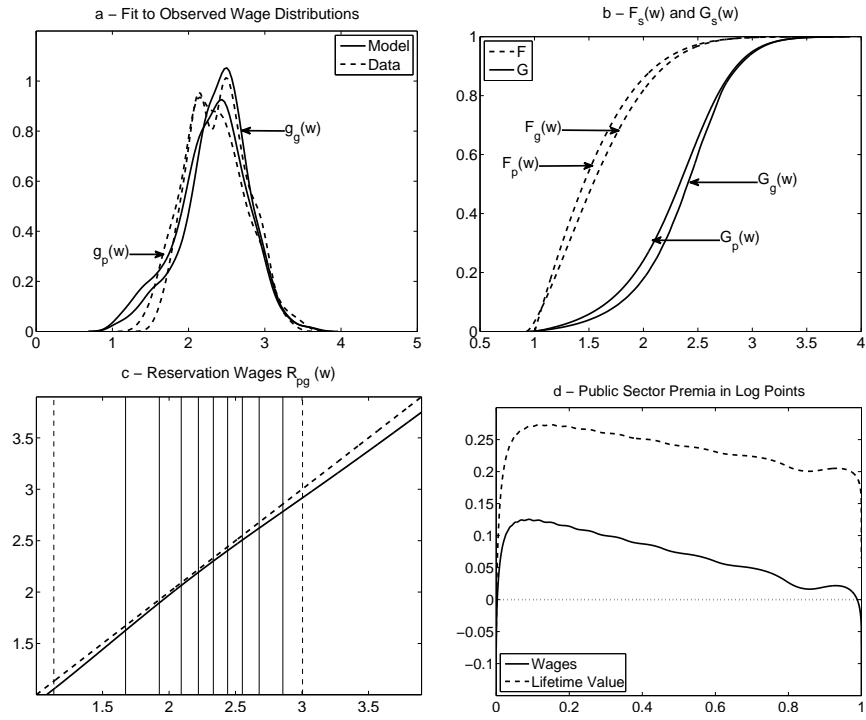 a – Fit to Observed Wage Distributions
Model
Data
g_g(w)
g_p(w)
1
0.8
0.6
0.4
0.2
0
0 1 2 3 4 5
b – F_s(w) and G_s(w)
F
G
F_g(w)
F_p(w)
G_g(w)
G_p(w)
1
0.8
0.6
0.4
0.2
0
0.5 1 1.5 2 2.5 3 3.5 4
c – Reservation Wages R_pg (w)
3.5
3
2.5
2
1.5
1.5 2 2.5 3 3.5
d – Public Sector Premia in Log Points
0.25
0.2
0.15
0.1
0.05
0
−0.05
−0.1
Wages
Lifetime Value
0 0.2 0.4 0.6 0.8 1